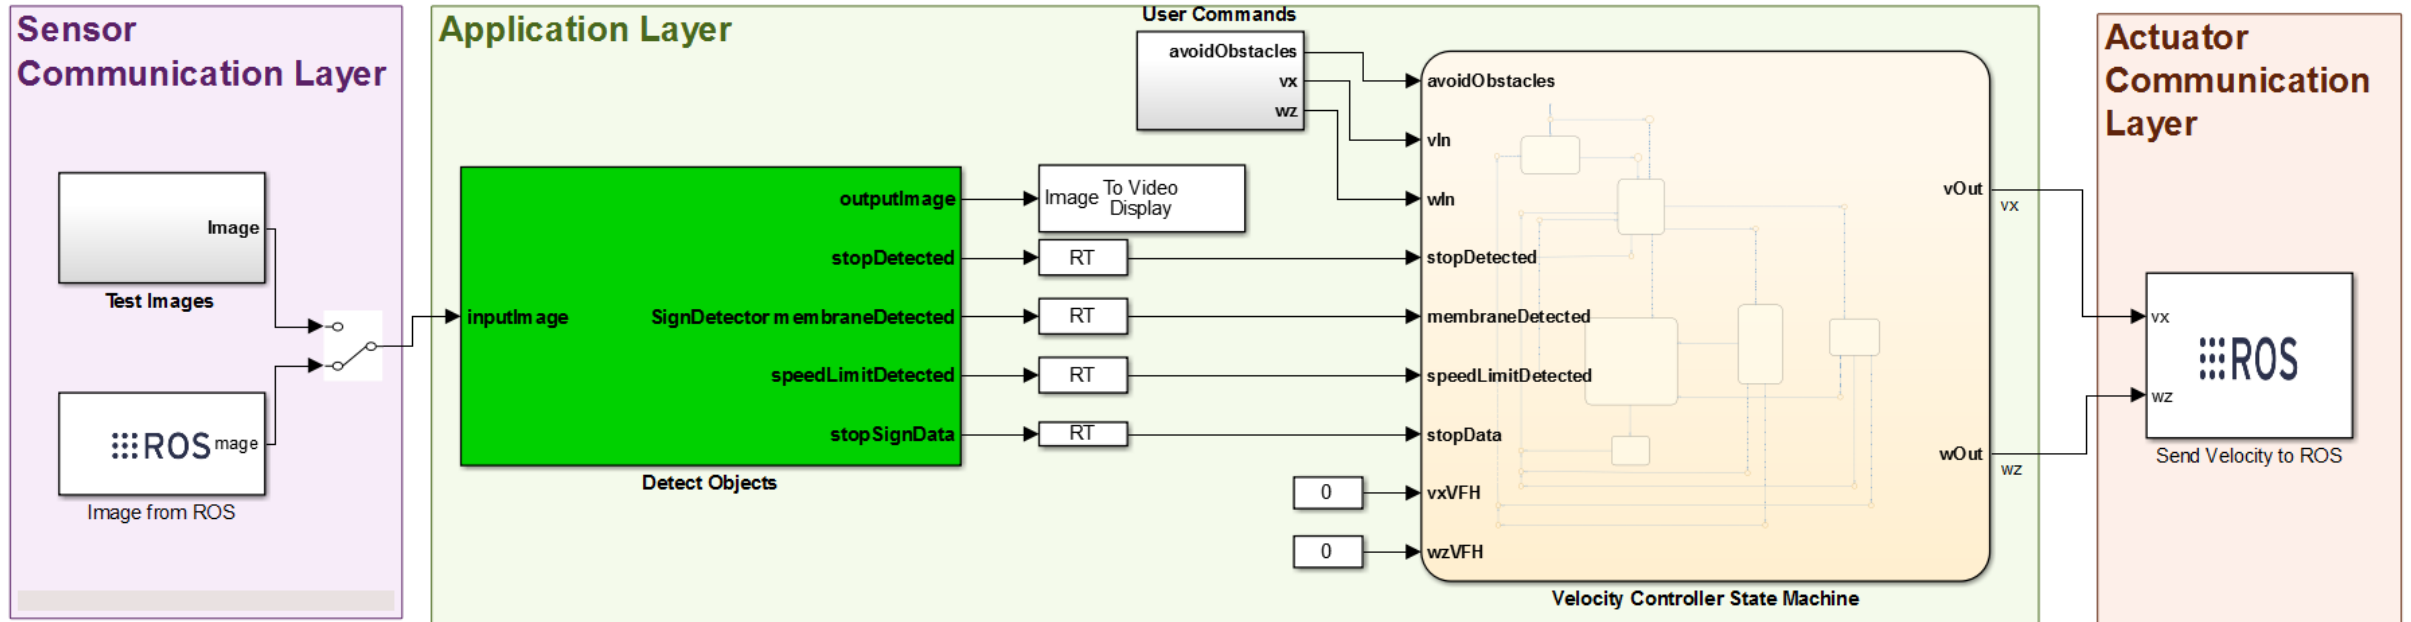 Sensor
Communication Layer
Image
Test Images
ROS mage
Image from ROS
Application Layer
User Commands
avoidObstacles
vx
wz
inputImage
outputImage
stopDetected
SignDetector membraneDetected
speedLimitDetected
stopSignData
Detect Objects
Image To Video
Display
RT
RT
RT
RT
0
0
avoidObstacles
vIn
wIn
stopDetected
membraneDetected
speedLimitDetected
stopData
vxVFH
wzVFH
vOut
wOut
Velocity Controller State Machine
vx
wz
Actuator
Communication
Layer
vx
ROS
wz
Send Velocity to ROS